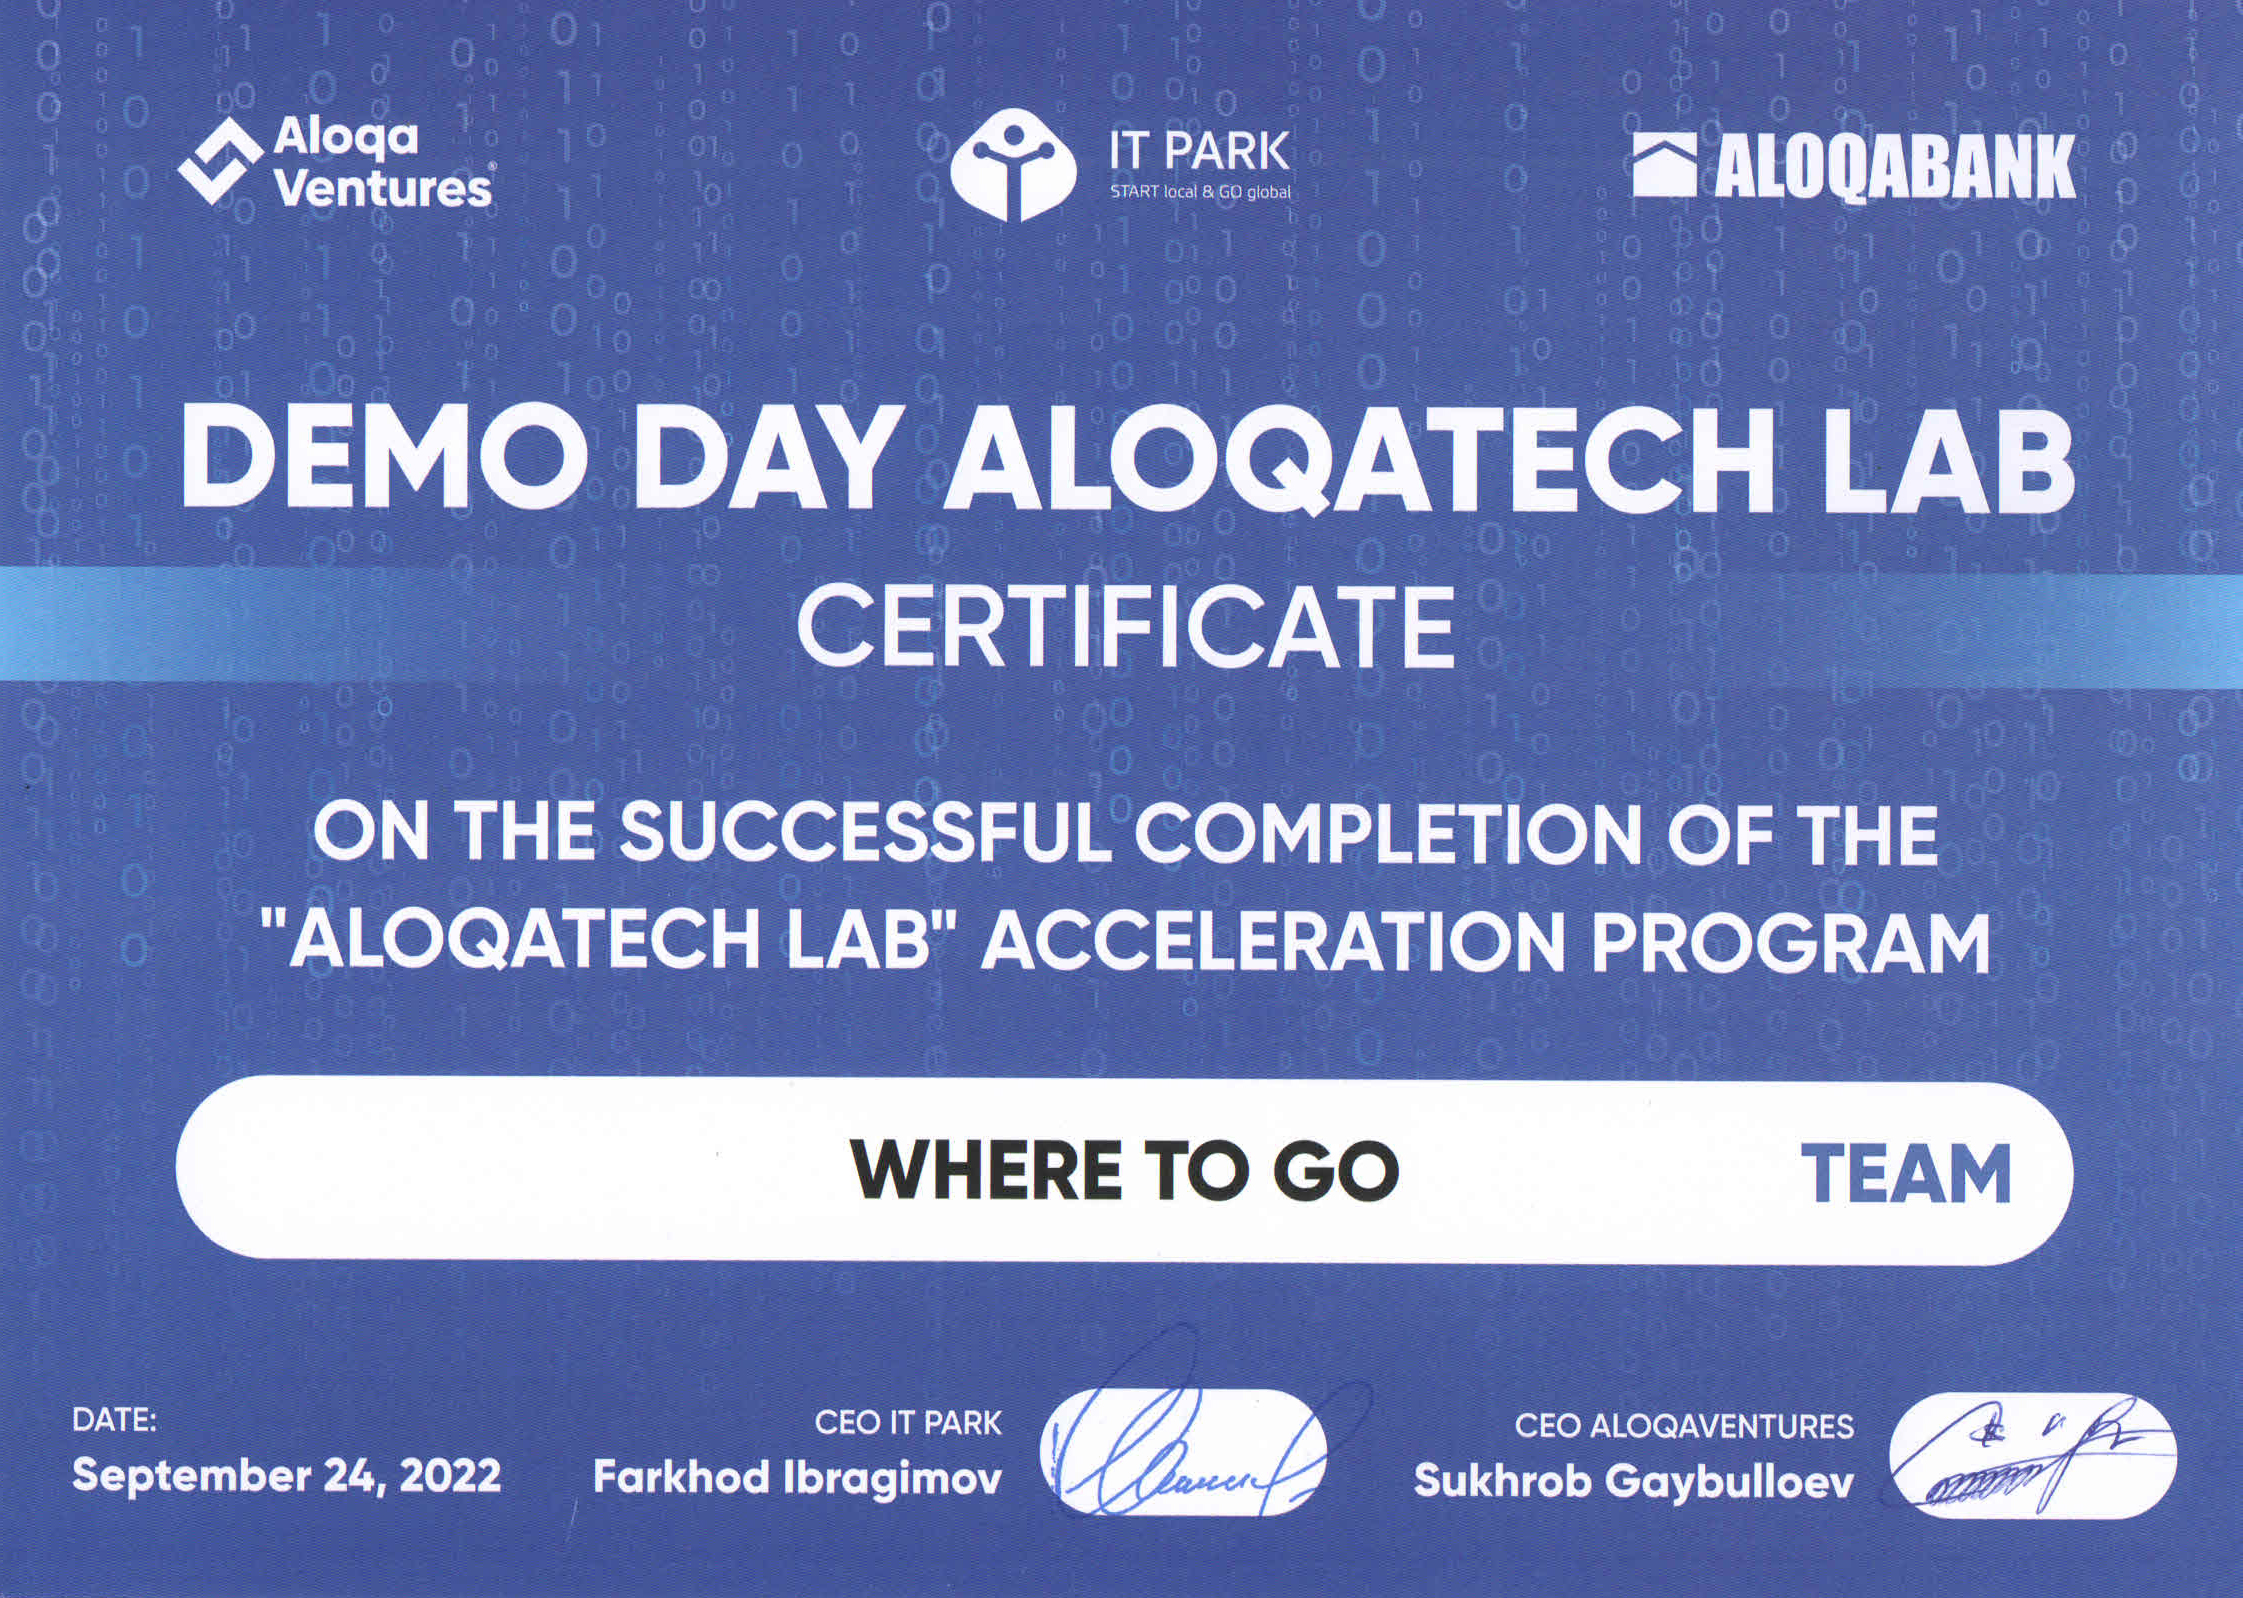 Aloqa
Ventures®
IT PARK
START local & GO global
ALOQABANK
DEMO DAY ALOQATECH LAB
CERTIFICATE
ON THE SUCCESSFUL COMPLETION OF THE
"ALOQATECH LAB" ACCELERATION PROGRAM
WHERE TO GO TEAM
DATE:
September 24, 2022
CEO IT PARK
Farkhod Ibragimov
CEO ALOQAVENTURES
Sukhrob Gaybulloev